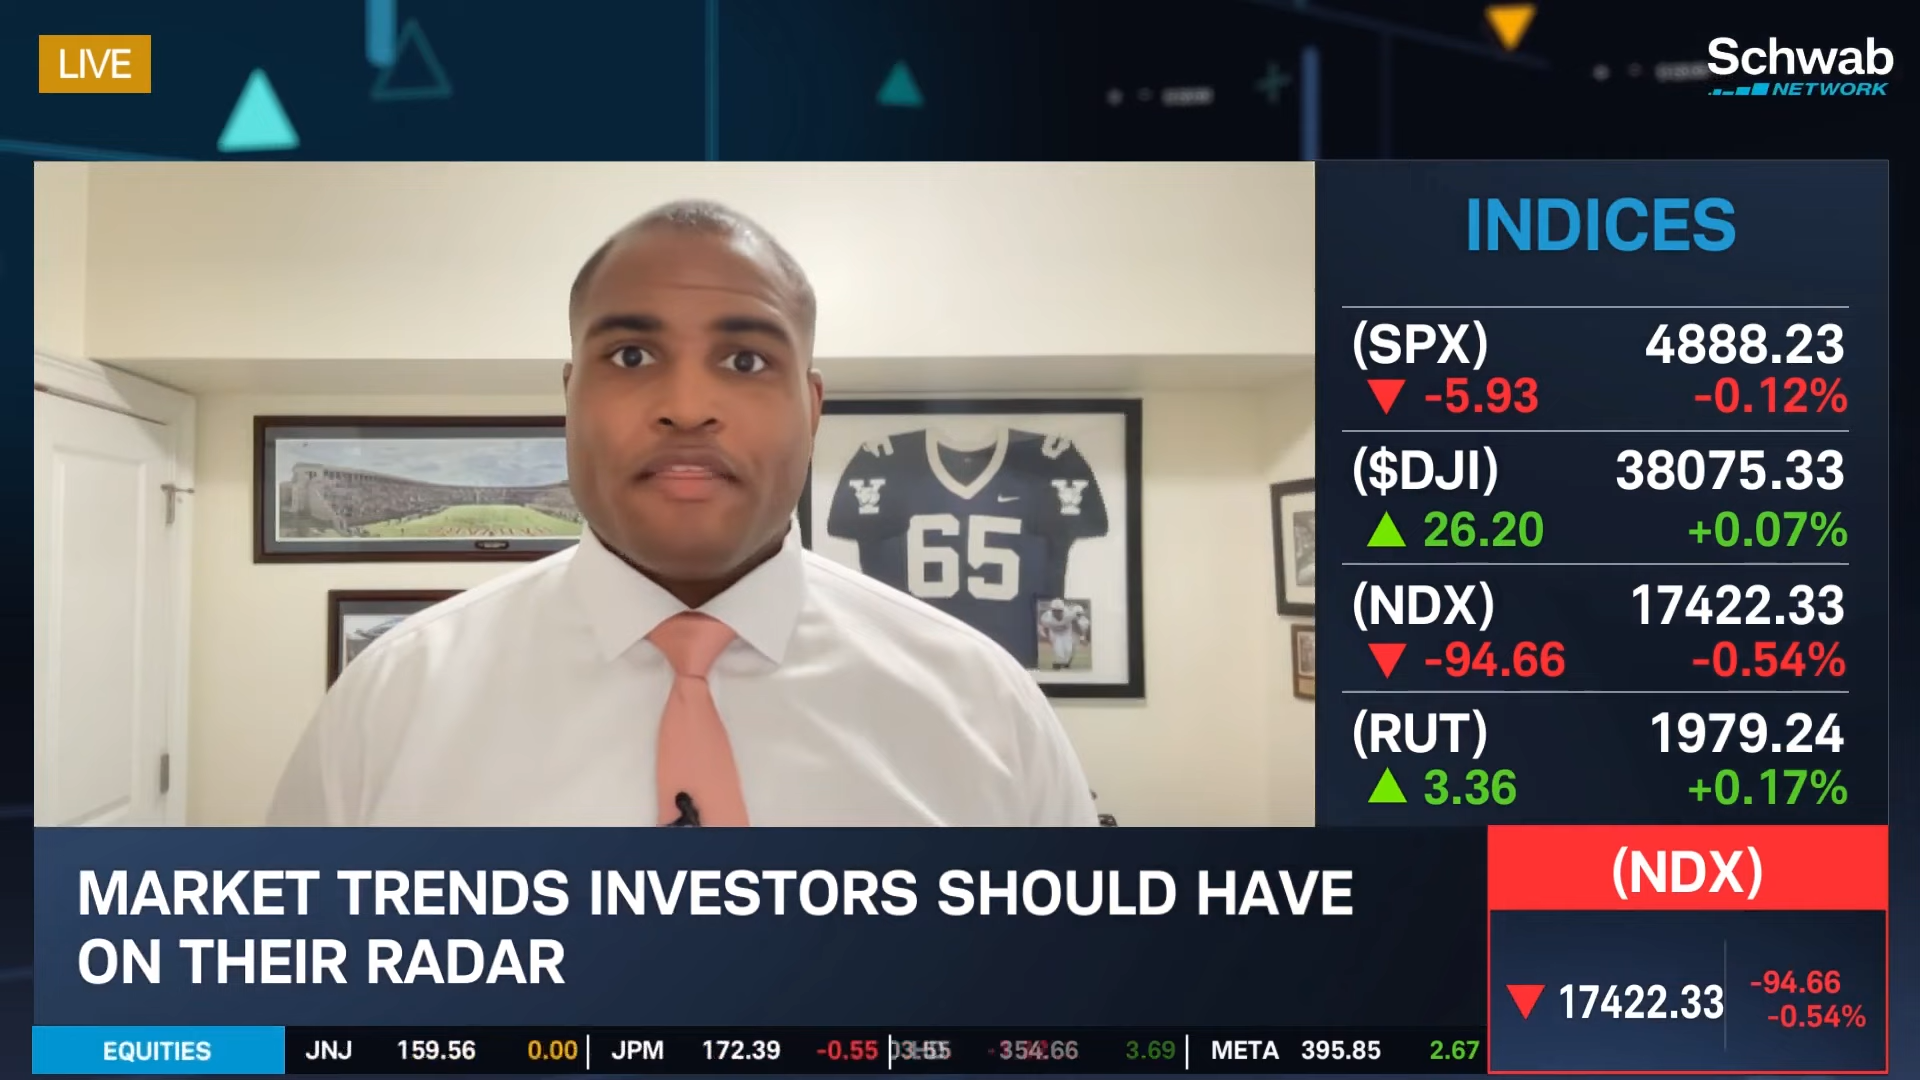 LIVE
Schwab
NETWORK
INDICES
(SPX) 4888.23
▼ -5.93 -0.12%
($DJI) 38075.33
▲ 26.20 +0.07%
(NDX) 17422.33
▼ -94.66 -0.54%
(RUT) 1979.24
▲ 3.36 +0.17%
Y Y
65
MARKET TRENDS INVESTORS SHOULD HAVE
ON THEIR RADAR
(NDX)
▼ 17422.33 -94.66
-0.54%
EQUITIES JNJ 159.56 0.00 JPM 172.39 -0.55 354.66 3.69 META 395.85 2.67